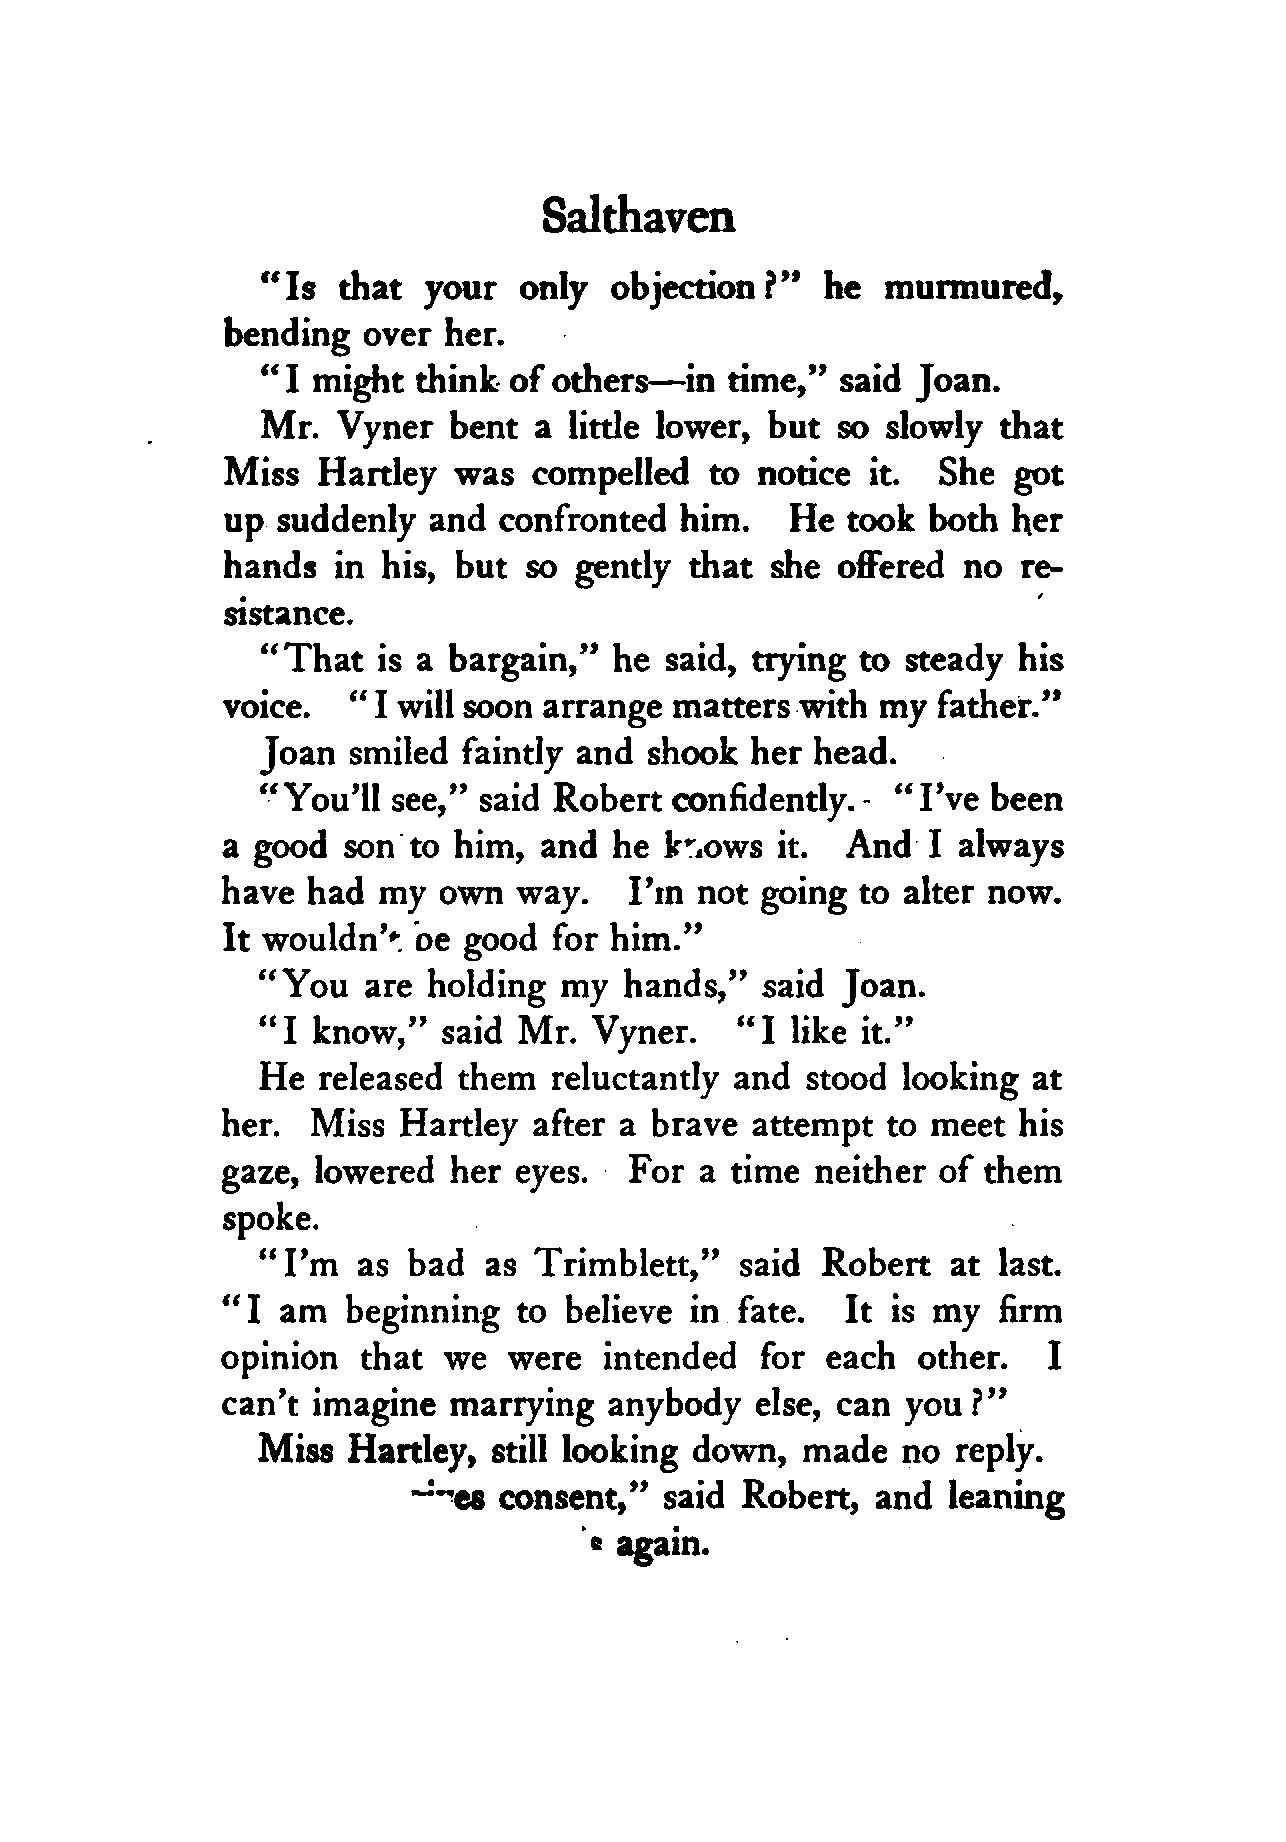 Salthaven
"Is that your only objection?" he murmured,
bending over her.
"I might think of others—in time," said Joan.
Mr. Vyner bent a little lower, but so slowly that
Miss Hartley was compelled to notice it. She got
up suddenly and confronted him. He took both her
hands in his, but so gently that she offered no re-
sistance.
"That is a bargain," he said, trying to steady his
voice. "I will soon arrange matters with my father."
Joan smiled faintly and shook her head.
"You'll see," said Robert confidently. "I've been
a good son to him, and he knows it. And I always
have had my own way. I'm not going to alter now.
It wouldn't be good for him."
"You are holding my hands," said Joan.
"I know," said Mr. Vyner. "I like it."
He released them reluctantly and stood looking at
her. Miss Hartley after a brave attempt to meet his
gaze, lowered her eyes. For a time neither of them
spoke.
"I'm as bad as Trimblett," said Robert at last.
"I am beginning to believe in fate. It is my firm
opinion that we were intended for each other. I
can't imagine marrying anybody else, can you?"
Miss Hartley, still looking down, made no reply.
consent," said Robert, and leaning
again.